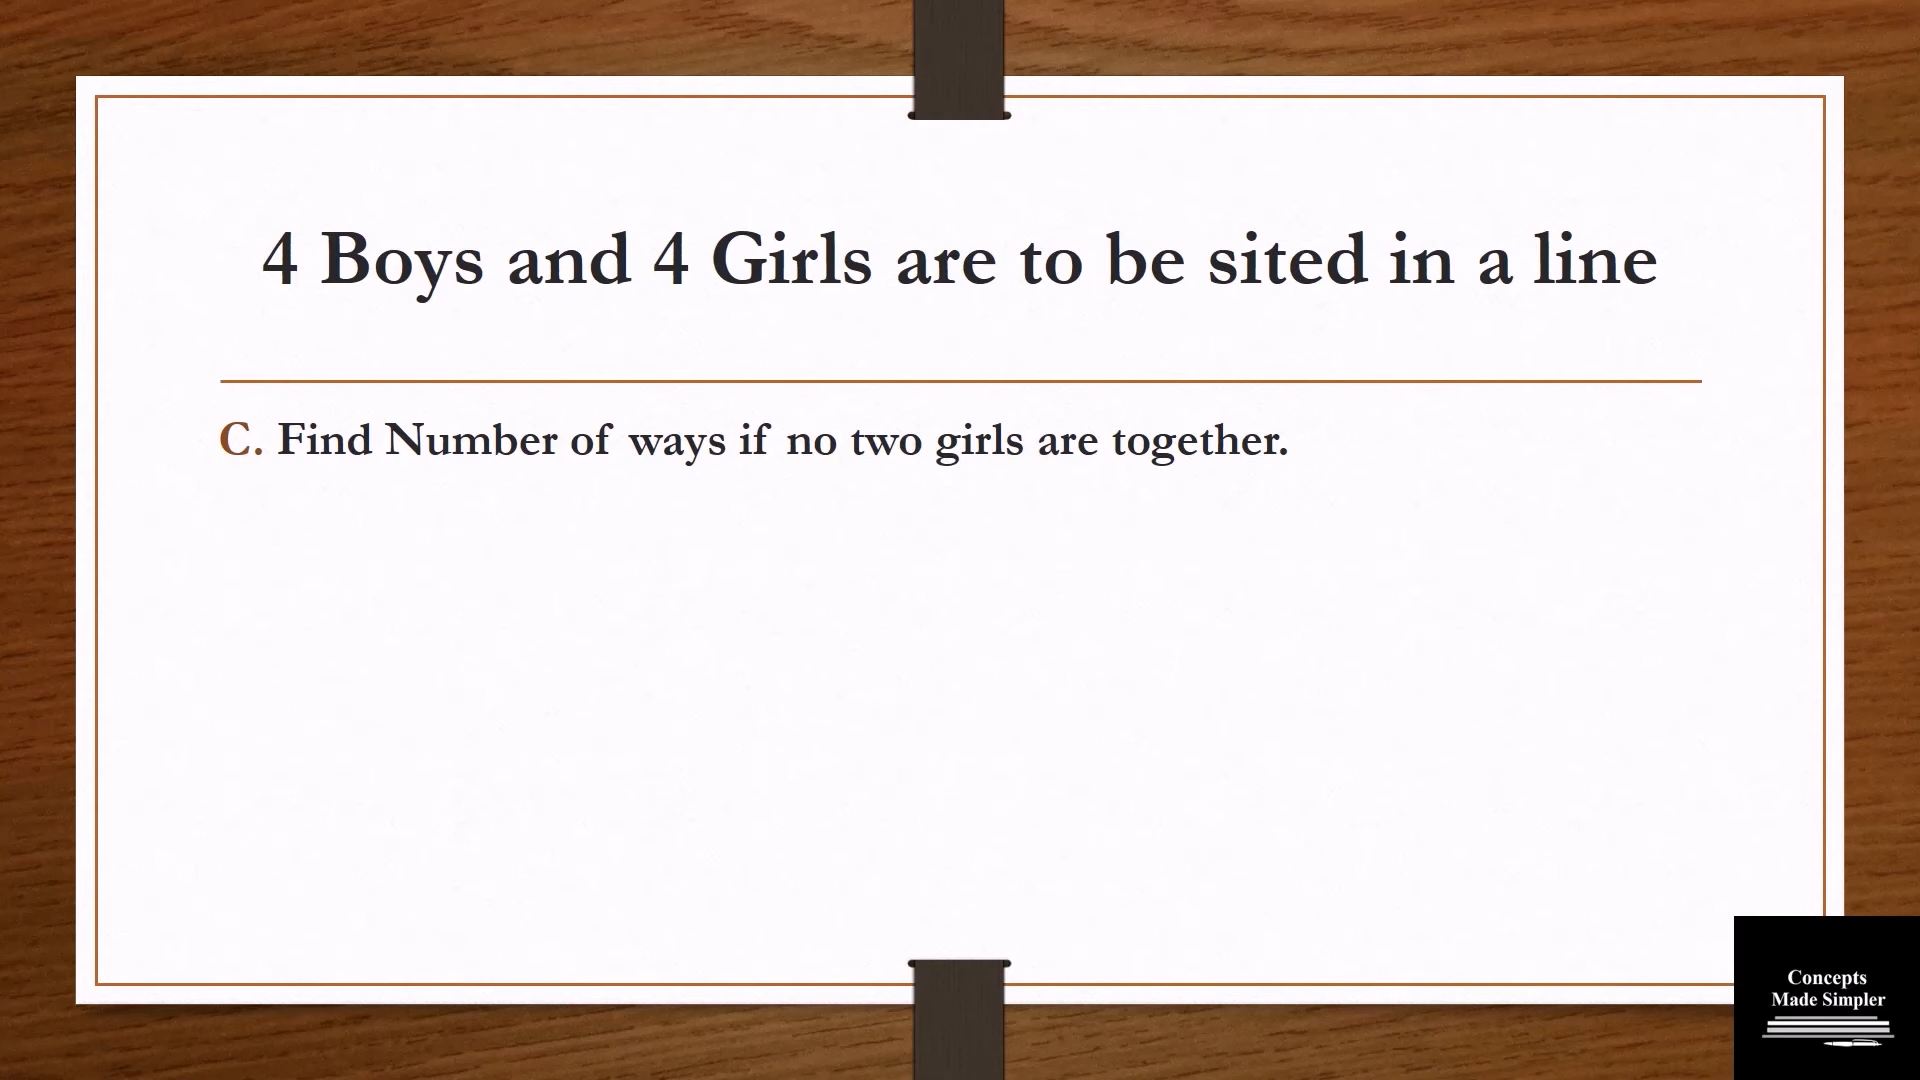 4 Boys and 4 Girls are to be sited in a line
C. Find Number of ways if no two girls are together.
Concepts
Made Simpler